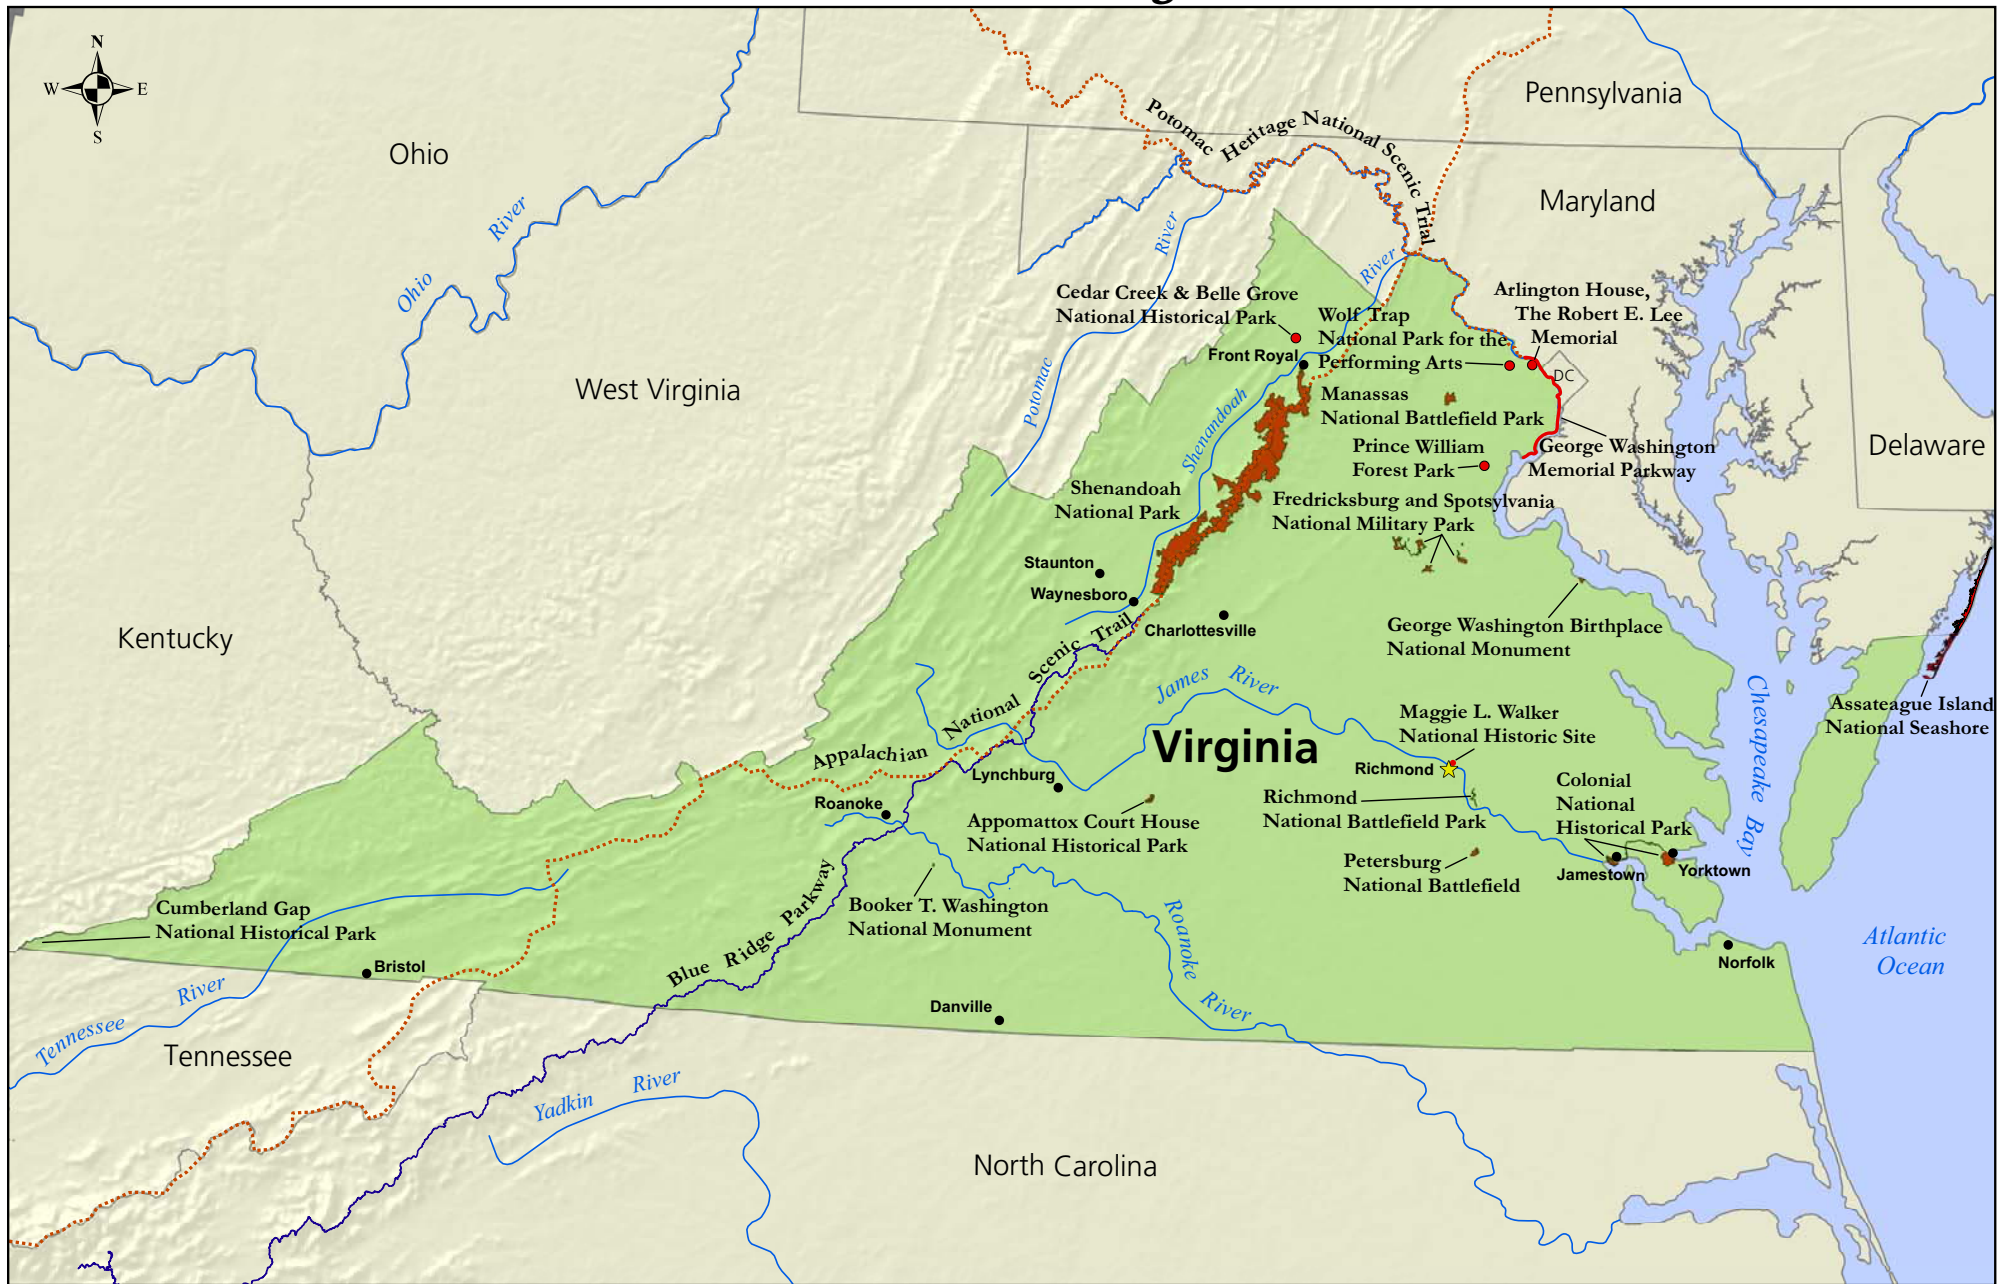 N
W
E
S
Ohio
Pennsylvania
Potomac Heritage National Scenic Trial
Maryland
Ohio River
River
Potomac
River
Shenandoah
Cedar Creek & Belle Grove
National Historical Park
Front Royal
Wolf Trap
National Park for the
Performing Arts
Arlington House,
The Robert E. Lee
Memorial
DC
West Virginia
Manassas
National Battlefield Park
Prince William
Forest Park
George Washington
Memorial Parkway
Delaware
Shenandoah
National Park
Fredricksburg and Spotsylvania
National Military Park
Staunton
Waynesboro
Charlottesville
Kentucky
George Washington Birthplace
National Monument
Appalachian National Scenic Trail
James River
Chesapeake Bay
Assateague Island
National Seashore
Virginia
Maggie L. Walker
National Historic Site
Richmond
Lynchburg
Roanoke
Richmond
National Battlefield Park
Colonial
National
Historical Park
Appomattox Court House
National Historical Park
Petersburg
National Battlefield
Jamestown
Yorktown
Cumberland Gap
National Historical Park
Booker T. Washington
National Monument
Blue Ridge Parkway
Roanoke River
Atlantic
Ocean
Norfolk
Bristol
Danville
Tennessee River
Tennessee
Yadkin River
North Carolina